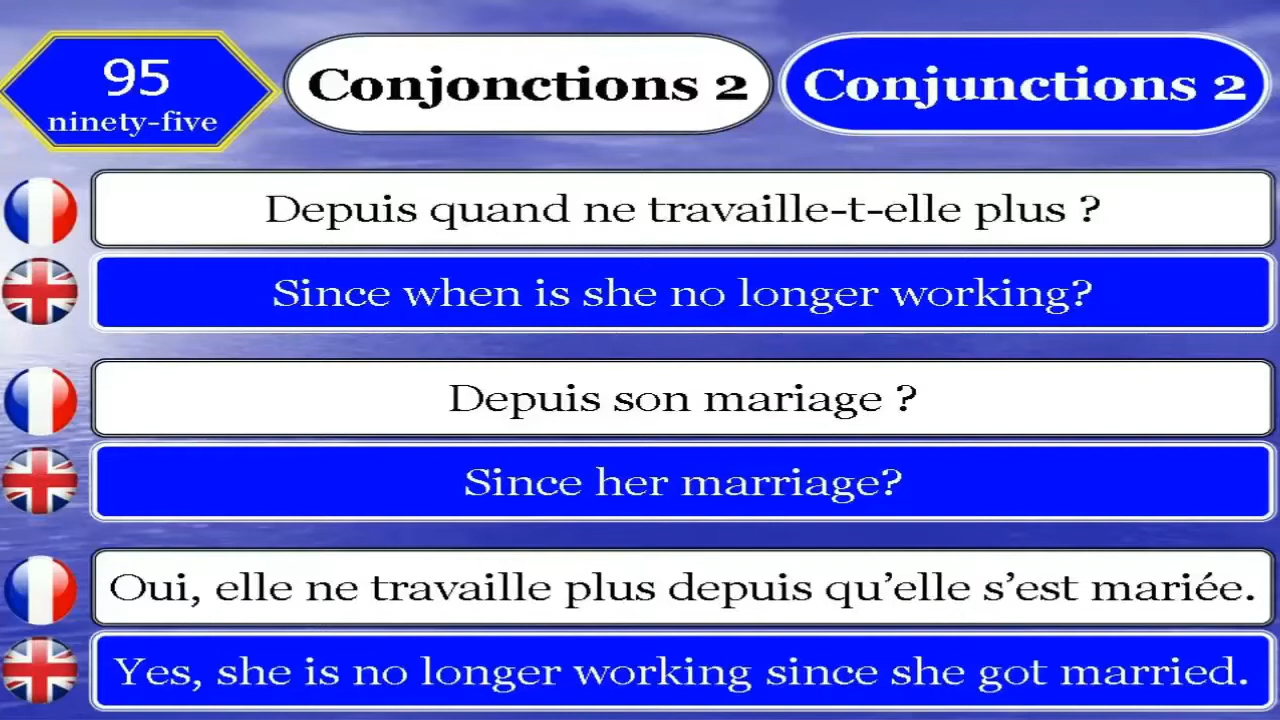 95
ninety-five
Conjonctions 2
Conjunctions 2
Depuis quand ne travaille-t-elle plus ?
Since when is she no longer working?
Depuis son mariage ?
Since her marriage?
Oui, elle ne travaille plus depuis qu’elle s’est mariée.
Yes, she is no longer working since she got married.